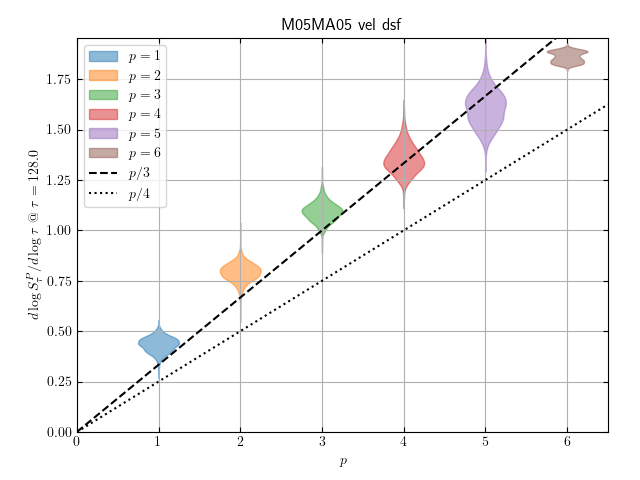 M05MA05 vel dsf
d log S_τ^P / d log τ @ τ = 128.0
1.75
1.50
1.25
1.00
0.75
0.50
0.25
0.00
p = 1
p = 2
p = 3
p = 4
p = 5
p = 6
p/3
p/4
0 1 2 3 4 5 6
p